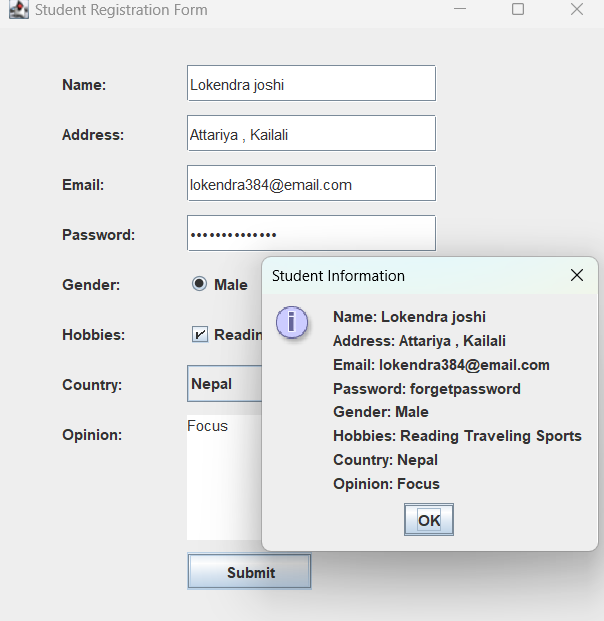 Student Registration Form
Name: Lokendra joshi
Address: Attariya , Kailali
Email: lokendra384@email.com
Password: ••••••••••••••
Gender: Male
Hobbies: Readin
Country: Nepal
Opinion: Focus
Submit
Student Information
Name: Lokendra joshi
Address: Attariya , Kailali
Email: lokendra384@email.com
Password: forgetpassword
Gender: Male
Hobbies: Reading Traveling Sports
Country: Nepal
Opinion: Focus
OK